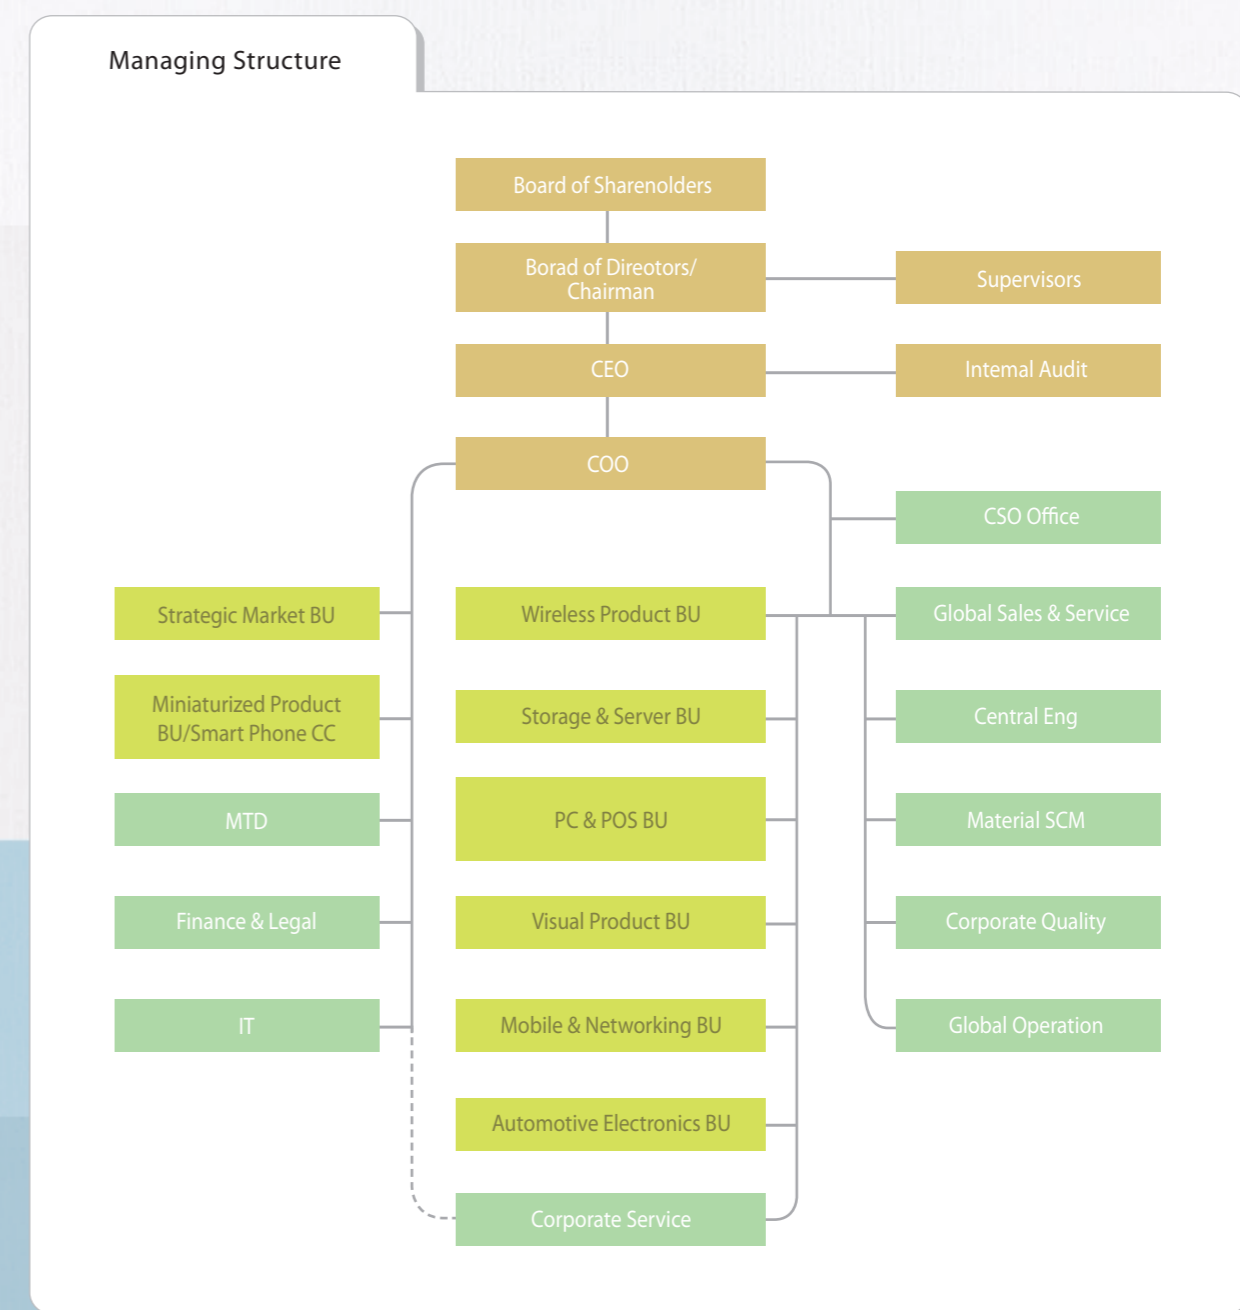 Managing Structure
Board of Sharenolders
Borad of Direotors/
Chairman
Supervisors
CEO
Intemal Audit
COO
CSO Office
Strategic Market BU
Wireless Product BU
Global Sales & Service
Miniaturized Product
BU/Smart Phone CC
Storage & Server BU
Central Eng
MTD
PC & POS BU
Material SCM
Finance & Legal
Visual Product BU
Corporate Quality
IT
Mobile & Networking BU
Global Operation
Automotive Electronics BU
Corporate Service